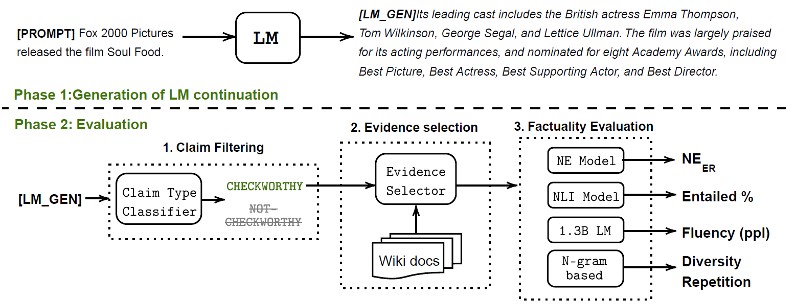 [PROMPT] Fox 2000 Pictures
released the film Soul Food.
LM
[LM_GEN]Its leading cast includes the British actress Emma Thompson,
Tom Wilkinson, George Segal, and Lettice Ullman. The film was largely praised
for its acting performances, and nominated for eight Academy Awards, including
Best Picture, Best Actress, Best Supporting Actor, and Best Director.
Phase 1:Generation of LM continuation
Phase 2: Evaluation
1. Claim Filtering
[LM_GEN]
Claim Type
Classifier
CHECKWORTHY
NOT-
CHECKWORTHY
2. Evidence selection
Evidence
Selector
Wiki docs
3. Factuality Evaluation
NE Model
NE ER
NLI Model
Entailed %
1.3B LM
Fluency (ppl)
N-gram
based
Diversity
Repetition